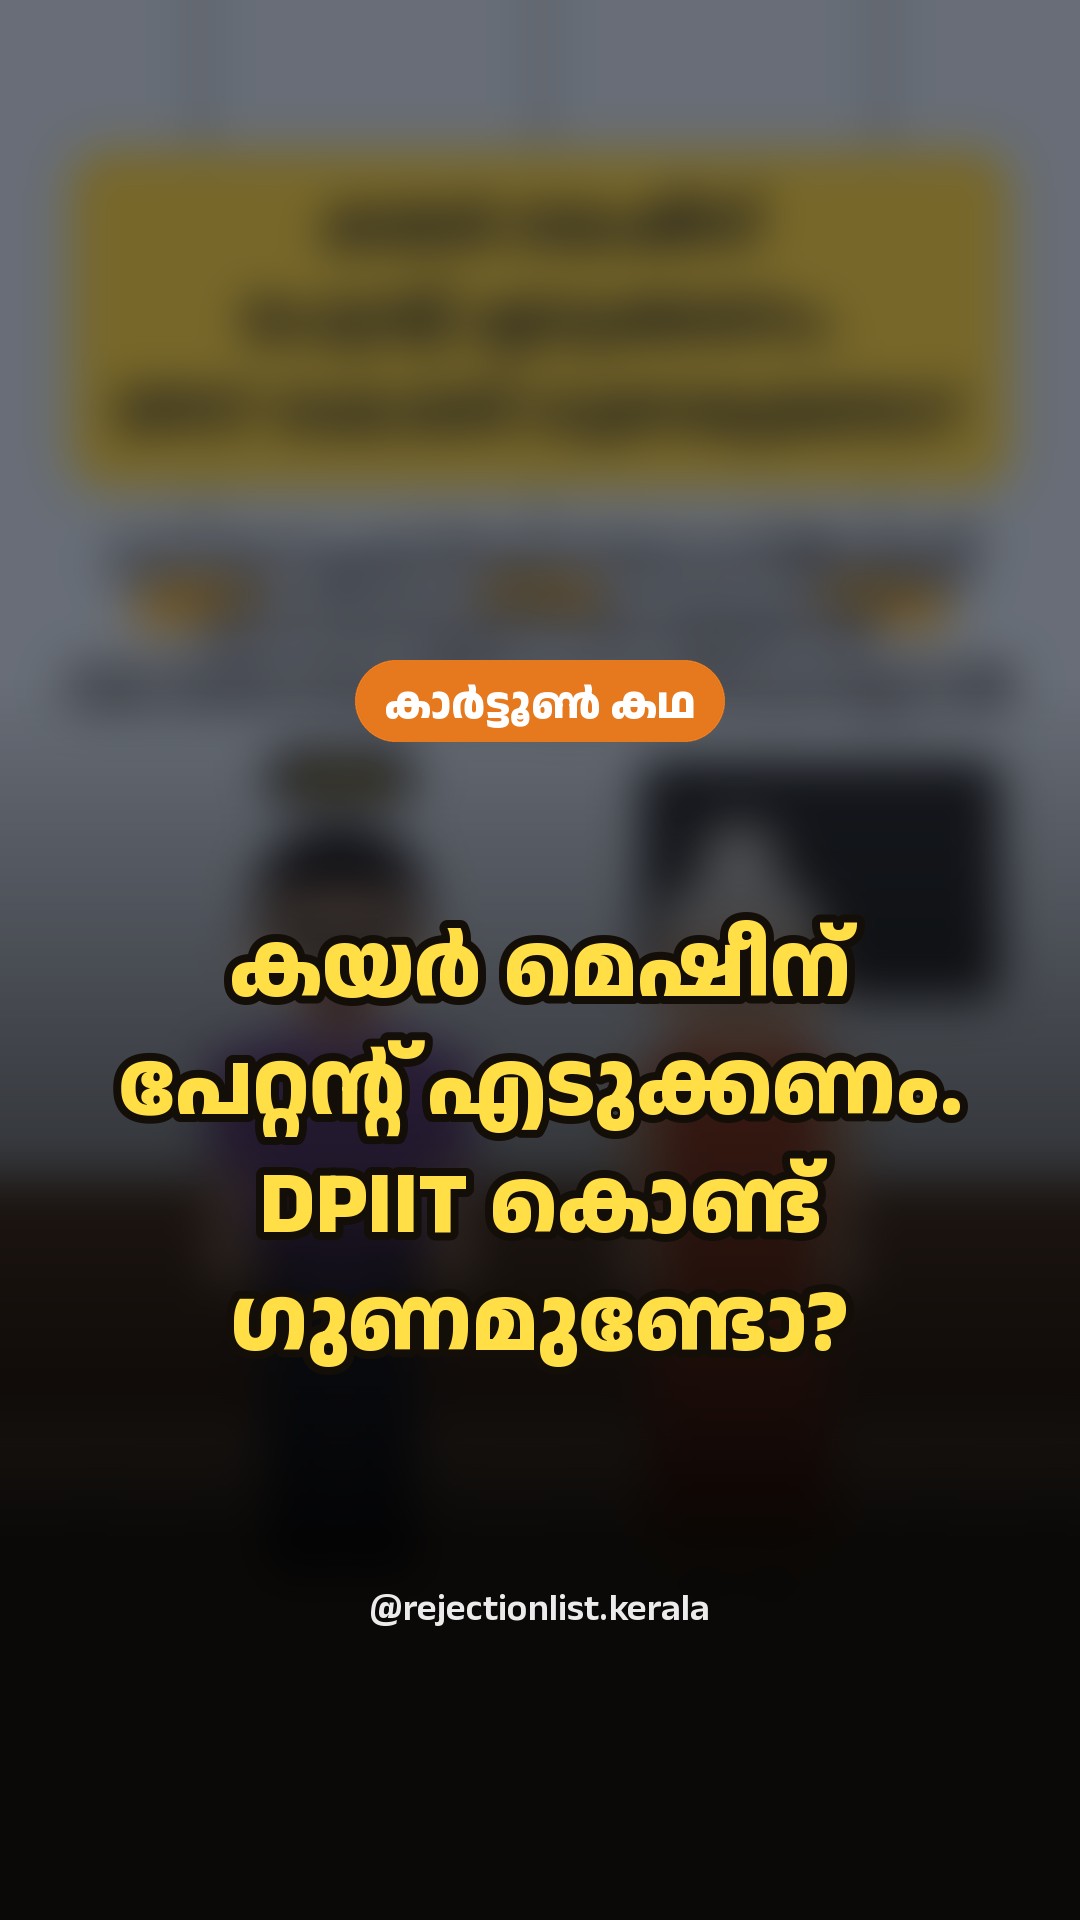 കാർട്ടൂൺ കഥ
കയർ മെഷീന്
പേറ്റന്റ് എടുക്കണം.
DPIIT കൊണ്ട്
ഗുണമുണ്ടോ?
@rejectionlist.kerala